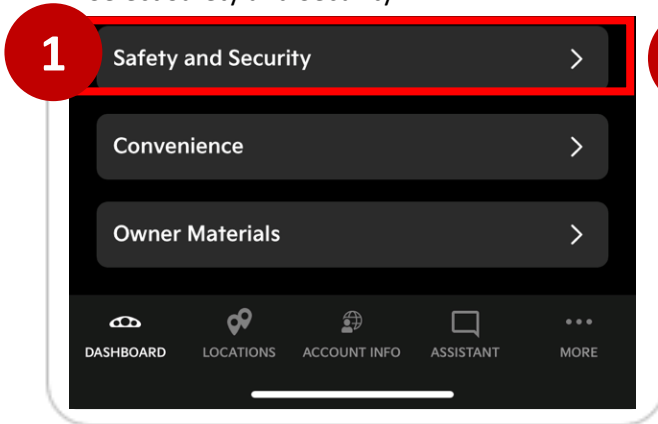 1
Safety and Security
Convenience
Owner Materials
DASHBOARD LOCATIONS ACCOUNT INFO ASSISTANT MORE